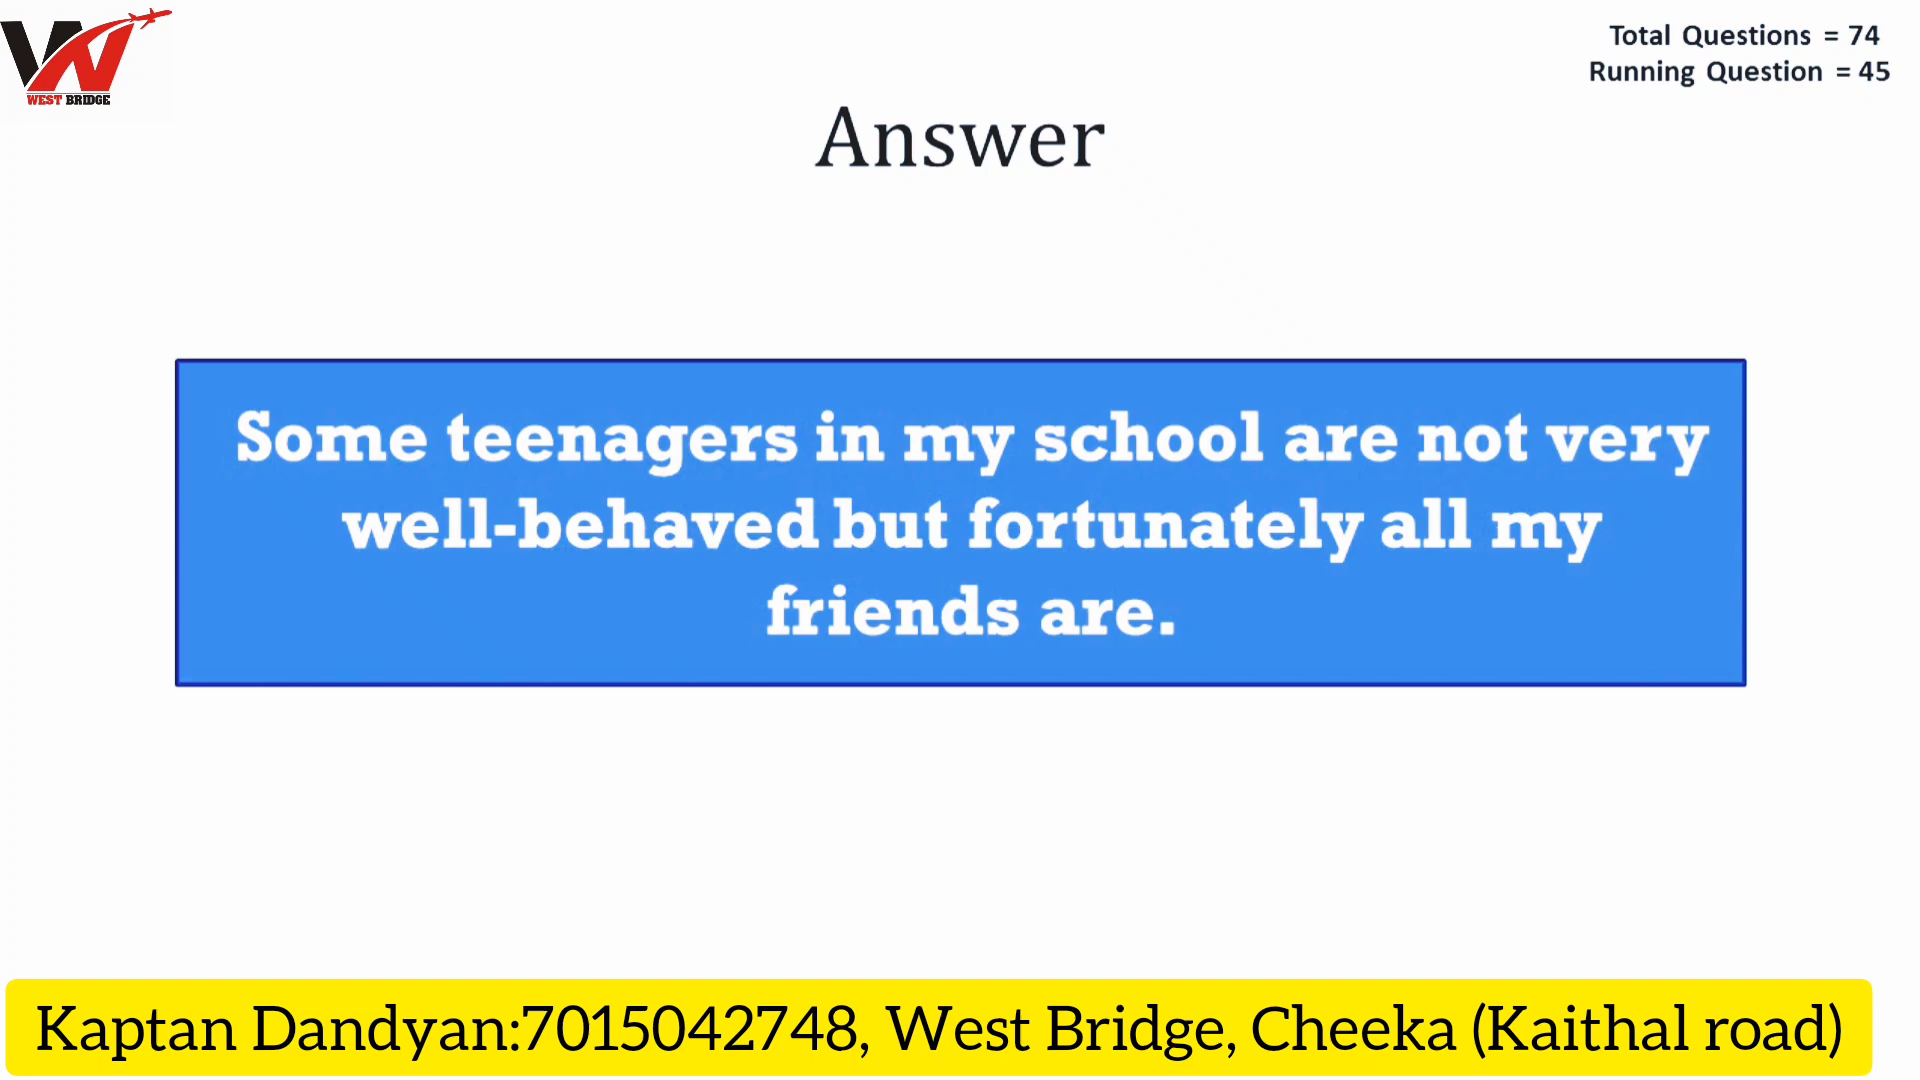 WEST BRIDGE
Total Questions = 74
Running Question = 45
Answer
Some teenagers in my school are not very
well-behaved but fortunately all my
friends are.
Kaptan Dandyan:7015042748, West Bridge, Cheeka (Kaithal road)